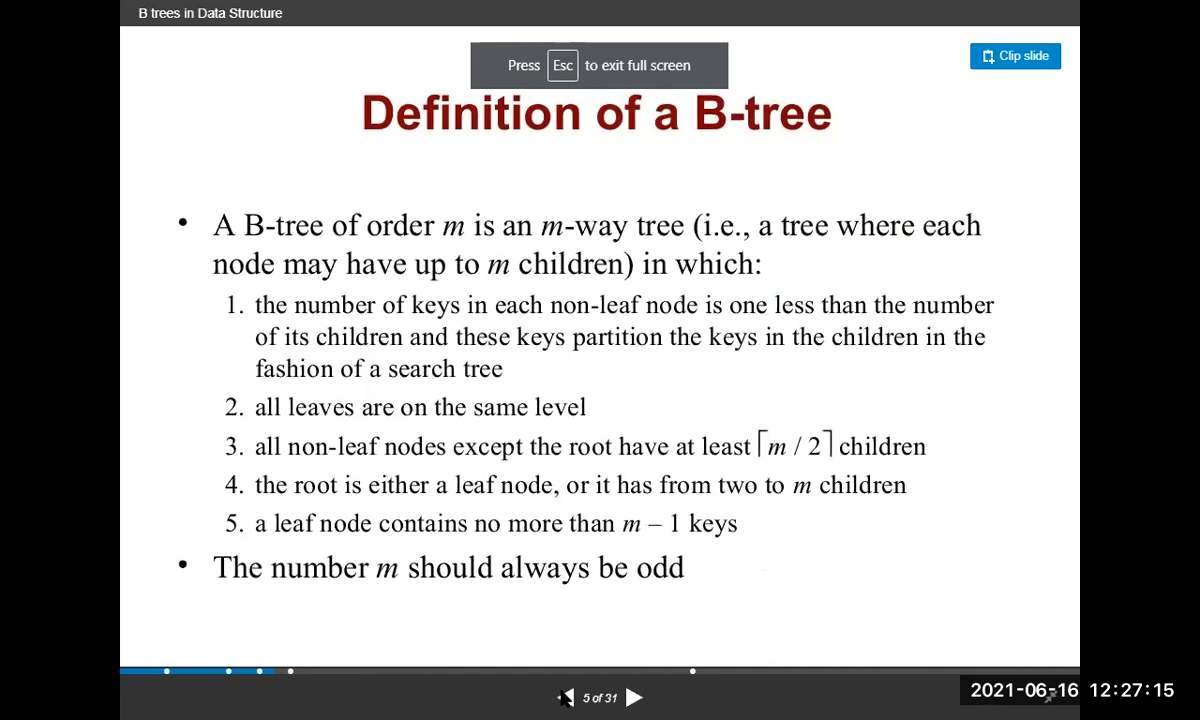 B trees in Data Structure
Press Esc to exit full screen
Clip slide
Definition of a B-tree
• A B-tree of order m is an m-way tree (i.e., a tree where each
node may have up to m children) in which:
1. the number of keys in each non-leaf node is one less than the number
of its children and these keys partition the keys in the children in the
fashion of a search tree
2. all leaves are on the same level
3. all non-leaf nodes except the root have at least ⌈m / 2⌉ children
4. the root is either a leaf node, or it has from two to m children
5. a leaf node contains no more than m – 1 keys
• The number m should always be odd
5 of 31
2021-06-16 12:27:15